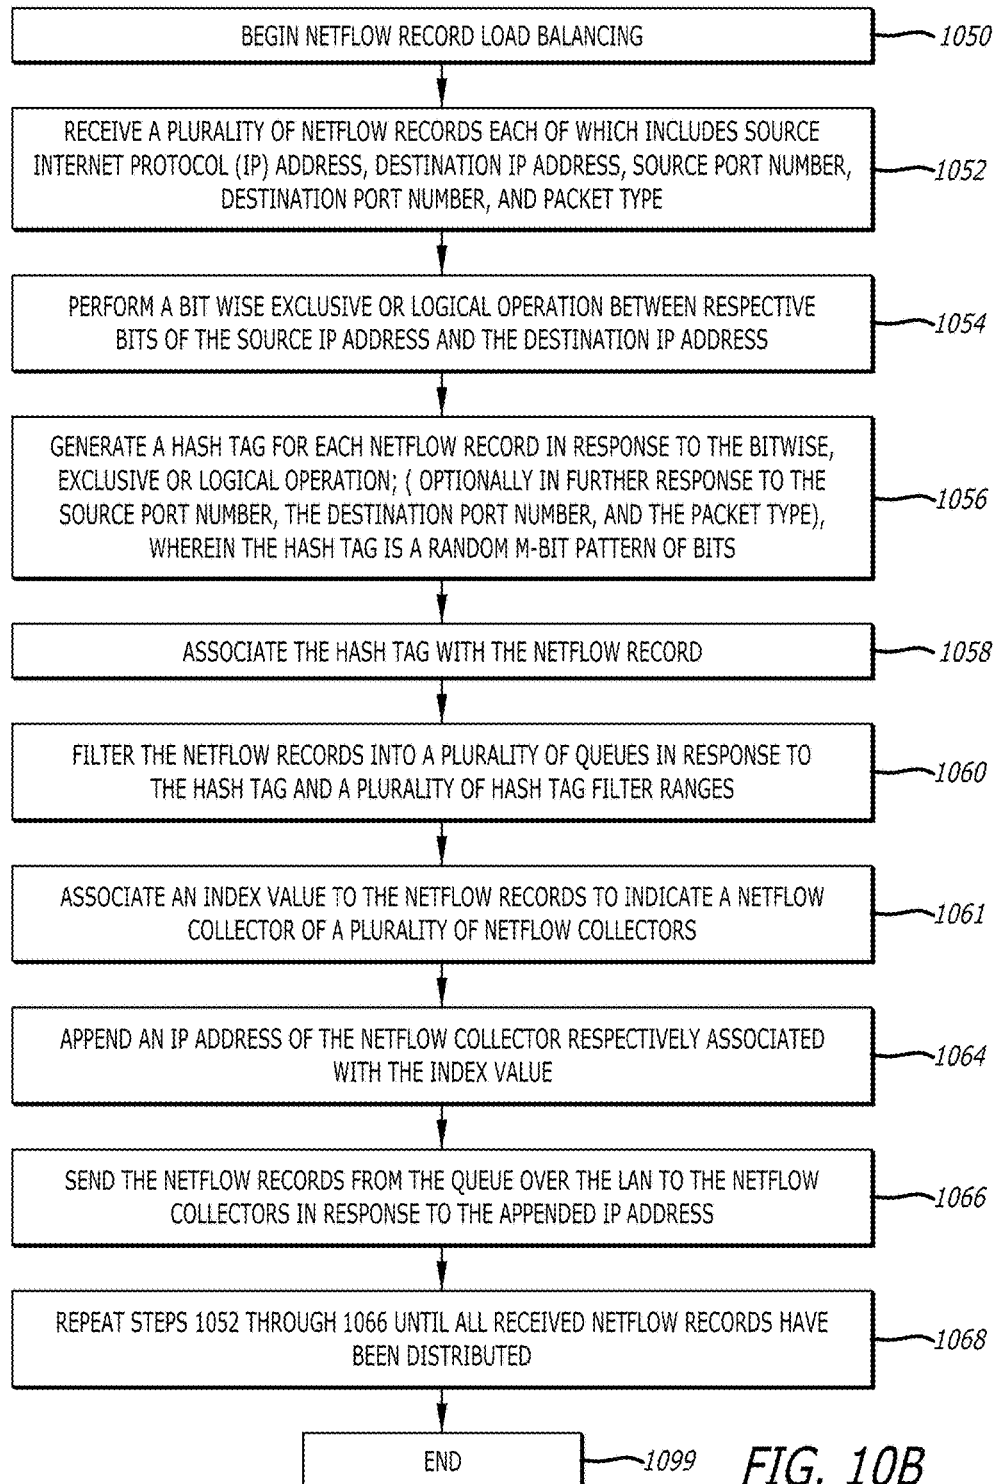 BEGIN NETFLOW RECORD LOAD BALANCING
1050
RECEIVE A PLURALITY OF NETFLOW RECORDS EACH OF WHICH INCLUDES SOURCE
INTERNET PROTOCOL (IP) ADDRESS, DESTINATION IP ADDRESS, SOURCE PORT NUMBER,
DESTINATION PORT NUMBER, AND PACKET TYPE
1052
PERFORM A BIT WISE EXCLUSIVE OR LOGICAL OPERATION BETWEEN RESPECTIVE
BITS OF THE SOURCE IP ADDRESS AND THE DESTINATION IP ADDRESS
1054
GENERATE A HASH TAG FOR EACH NETFLOW RECORD IN RESPONSE TO THE BITWISE,
EXCLUSIVE OR LOGICAL OPERATION; ( OPTIONALLY IN FURTHER RESPONSE TO THE
SOURCE PORT NUMBER, THE DESTINATION PORT NUMBER, AND THE PACKET TYPE),
WHEREIN THE HASH TAG IS A RANDOM M-BIT PATTERN OF BITS
1056
ASSOCIATE THE HASH TAG WITH THE NETFLOW RECORD
1058
FILTER THE NETFLOW RECORDS INTO A PLURALITY OF QUEUES IN RESPONSE TO
THE HASH TAG AND A PLURALITY OF HASH TAG FILTER RANGES
1060
ASSOCIATE AN INDEX VALUE TO THE NETFLOW RECORDS TO INDICATE A NETFLOW
COLLECTOR OF A PLURALITY OF NETFLOW COLLECTORS
1061
APPEND AN IP ADDRESS OF THE NETFLOW COLLECTOR RESPECTIVELY ASSOCIATED
WITH THE INDEX VALUE
1064
SEND THE NETFLOW RECORDS FROM THE QUEUE OVER THE LAN TO THE NETFLOW
COLLECTORS IN RESPONSE TO THE APPENDED IP ADDRESS
1066
REPEAT STEPS 1052 THROUGH 1066 UNTIL ALL RECEIVED NETFLOW RECORDS HAVE
BEEN DISTRIBUTED
1068
END
1099
FIG. 10B